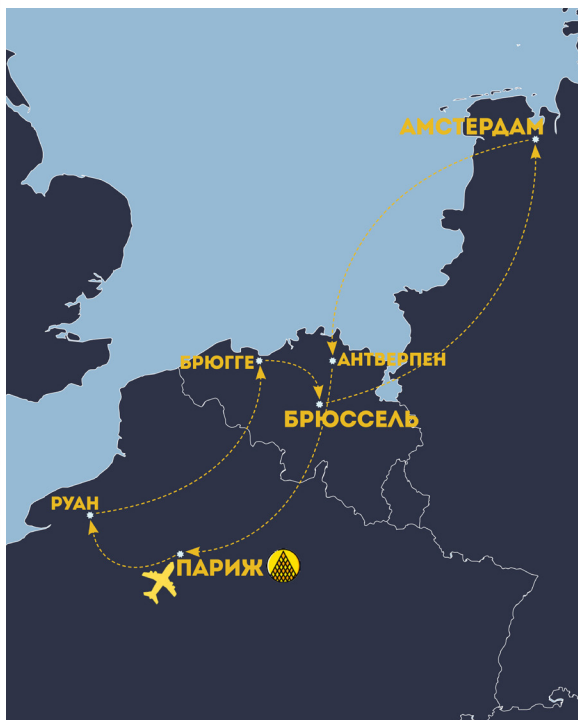 АМСТЕРДАМ
БРЮГГЕ
АНТВЕРПЕН
БРЮССЕЛЬ
РУАН
ПАРИЖ